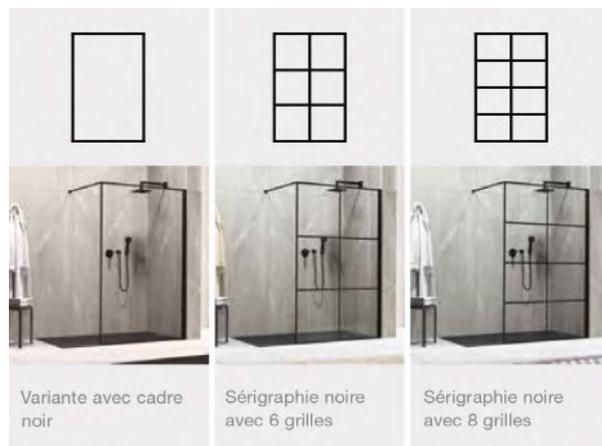 Variante avec cadre
noir
Sérigraphie noire
avec 6 grilles
Sérigraphie noire
avec 8 grilles